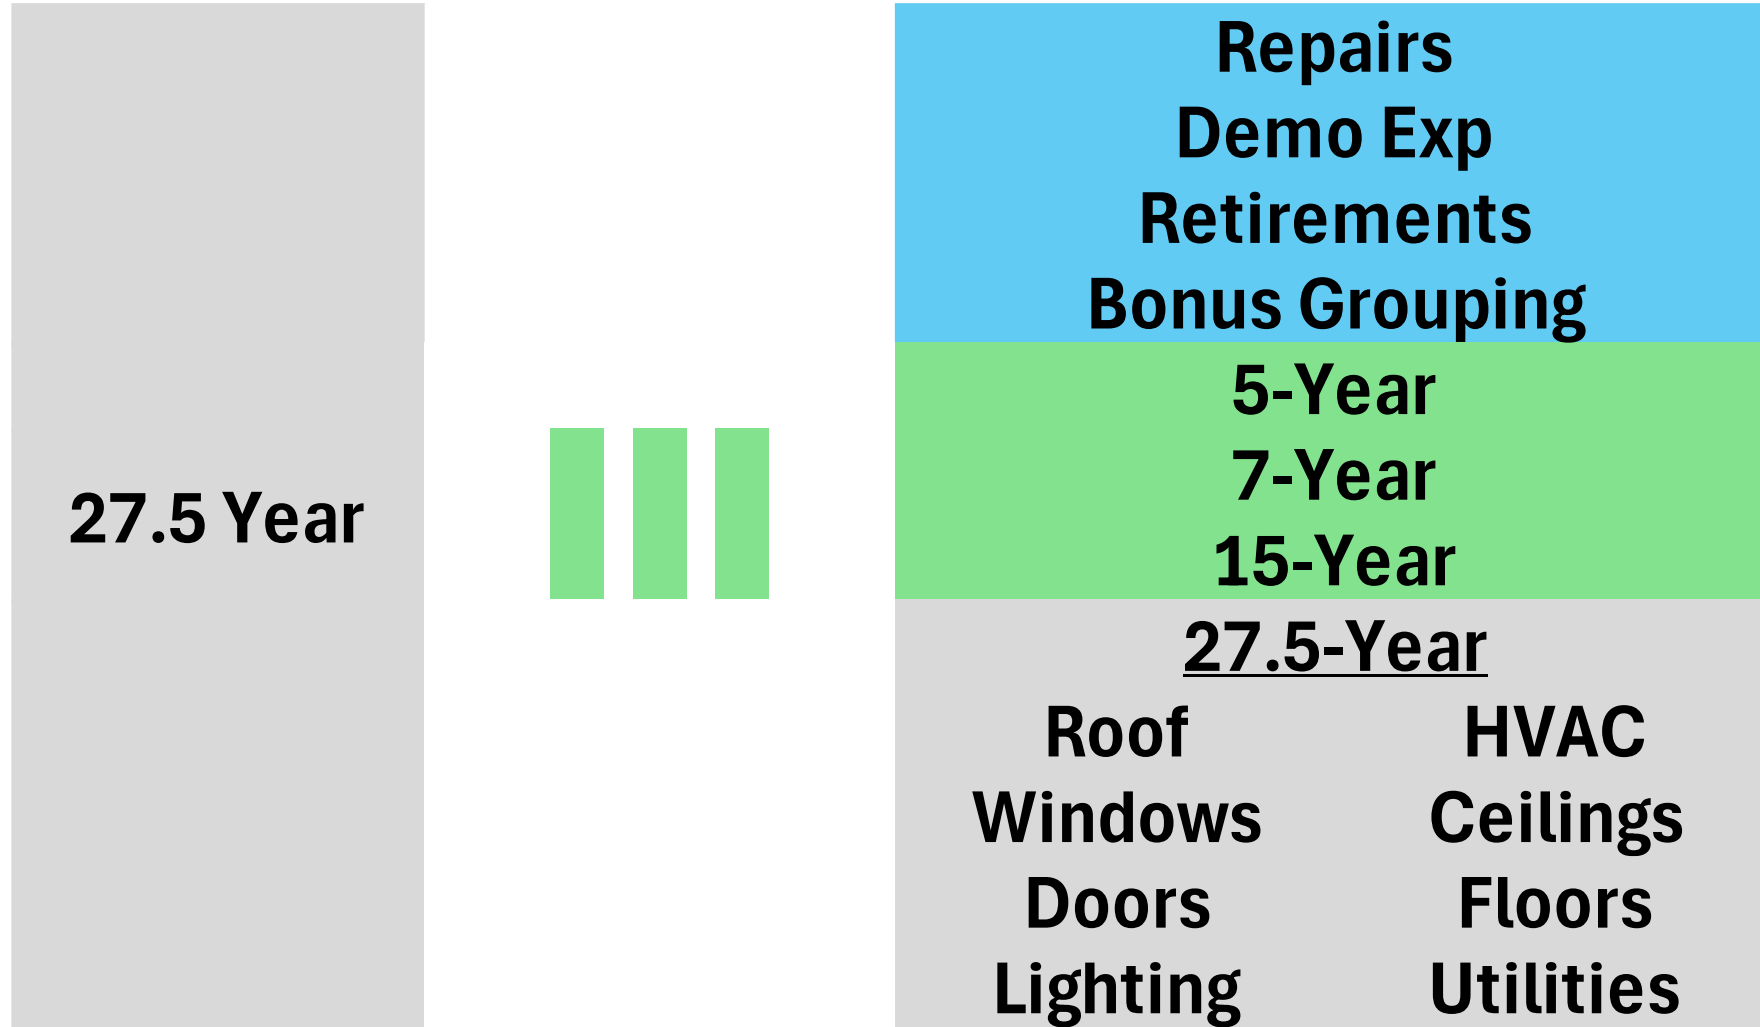 27.5 Year
Repairs
Demo Exp
Retirements
Bonus Grouping
5-Year
7-Year
15-Year
27.5-Year
Roof HVAC
Windows Ceilings
Doors Floors
Lighting Utilities